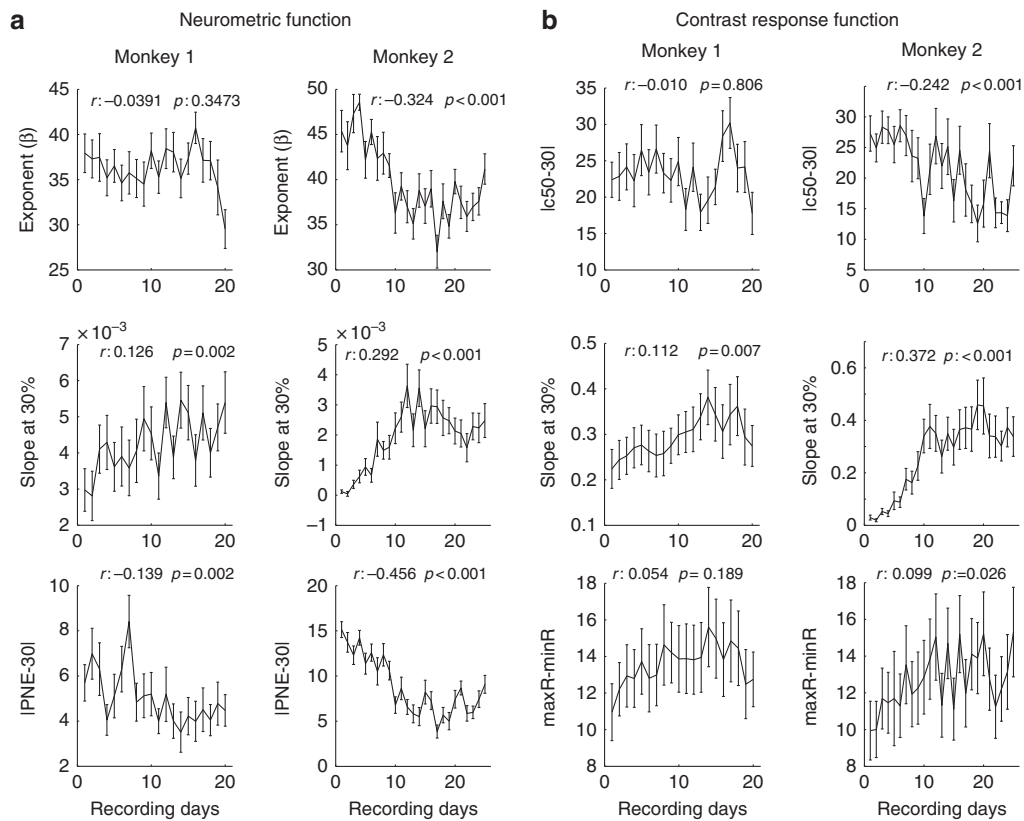 a Neurometric function
b Contrast response function
Monkey 1 Monkey 2 Monkey 1 Monkey 2
r:−0.0391 p:0.3473
Exponent (β)
45
40
35
30
25
0 10 20
r:−0.324 p<0.001
Exponent (β)
50
45
40
35
30
0 10 20
r:−0.010 p=0.806
|c50-30|
35
30
25
20
15
10
0 10 20
r:−0.242 p<0.001
|c50-30|
35
30
25
20
15
10
5
0 10 20
×10−3
r:0.126 p=0.002
Slope at 30%
7
6
5
4
3
2
0 10 20
×10−3
r:0.292 p<0.001
Slope at 30%
5
4
3
2
1
0
−1
0 10 20
r:0.112 p=0.007
Slope at 30%
0.5
0.4
0.3
0.2
0.1
0 10 20
r:0.372 p:<0.001
Slope at 30%
0.6
0.4
0.2
0
0 10 20
r:−0.139 p=0.002
|PNE-30|
10
8
6
4
2
0 10 20
Recording days
r:−0.456 p<0.001
|PNE-30|
20
15
10
5
0
0 10 20
Recording days
r: 0.054 p= 0.189
maxR-minR
18
16
14
12
10
8
0 10 20
Recording days
r: 0.099 p:=0.026
maxR-minR
18
16
14
12
10
8
0 10 20
Recording days